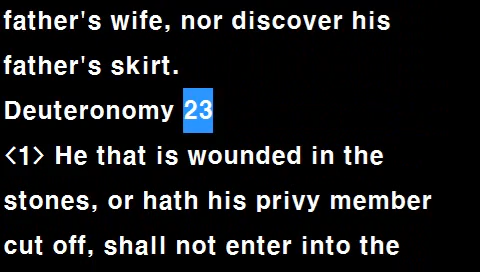 father's wife, nor discover his
father's skirt.
Deuteronomy 23
<1> He that is wounded in the
stones, or hath his privy member
cut off, shall not enter into the